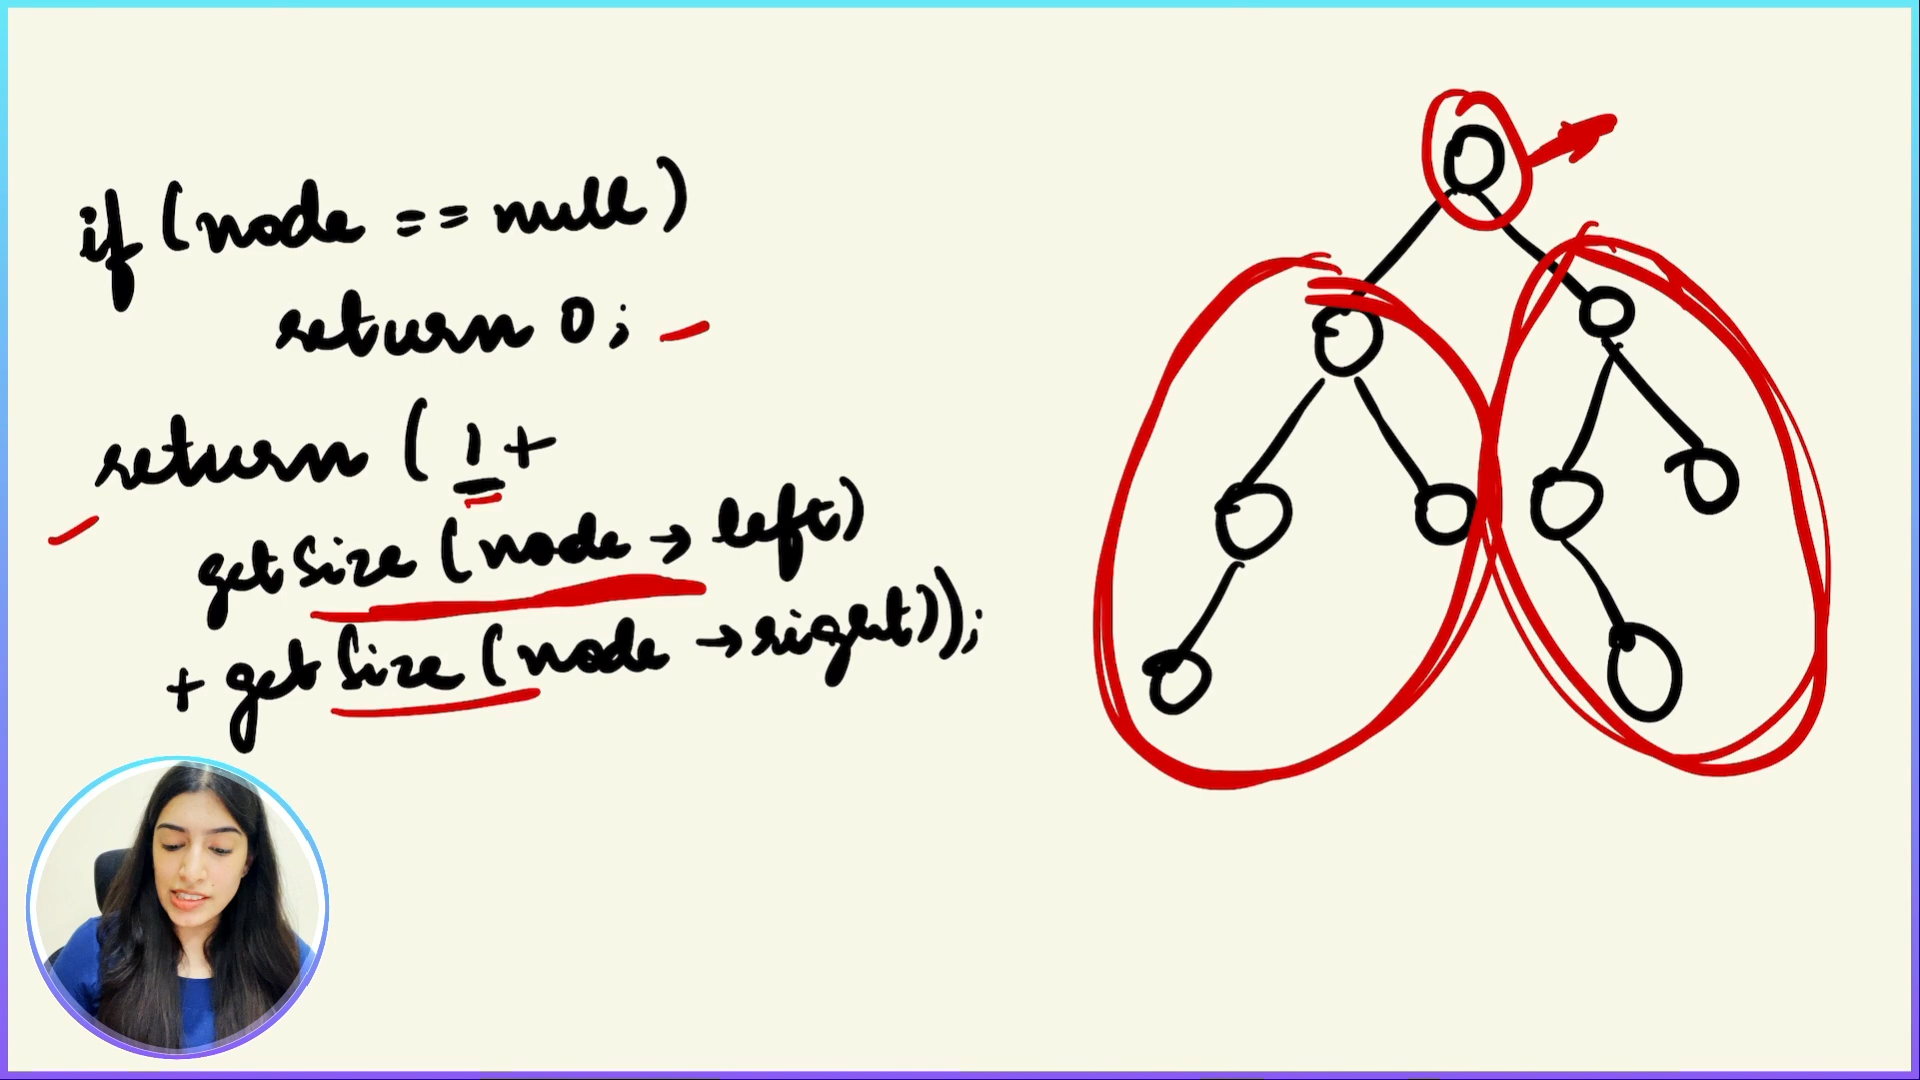 if (node == null)
return 0;
return ( 1 +
getSize (node → left)
+ getSize (node → right));